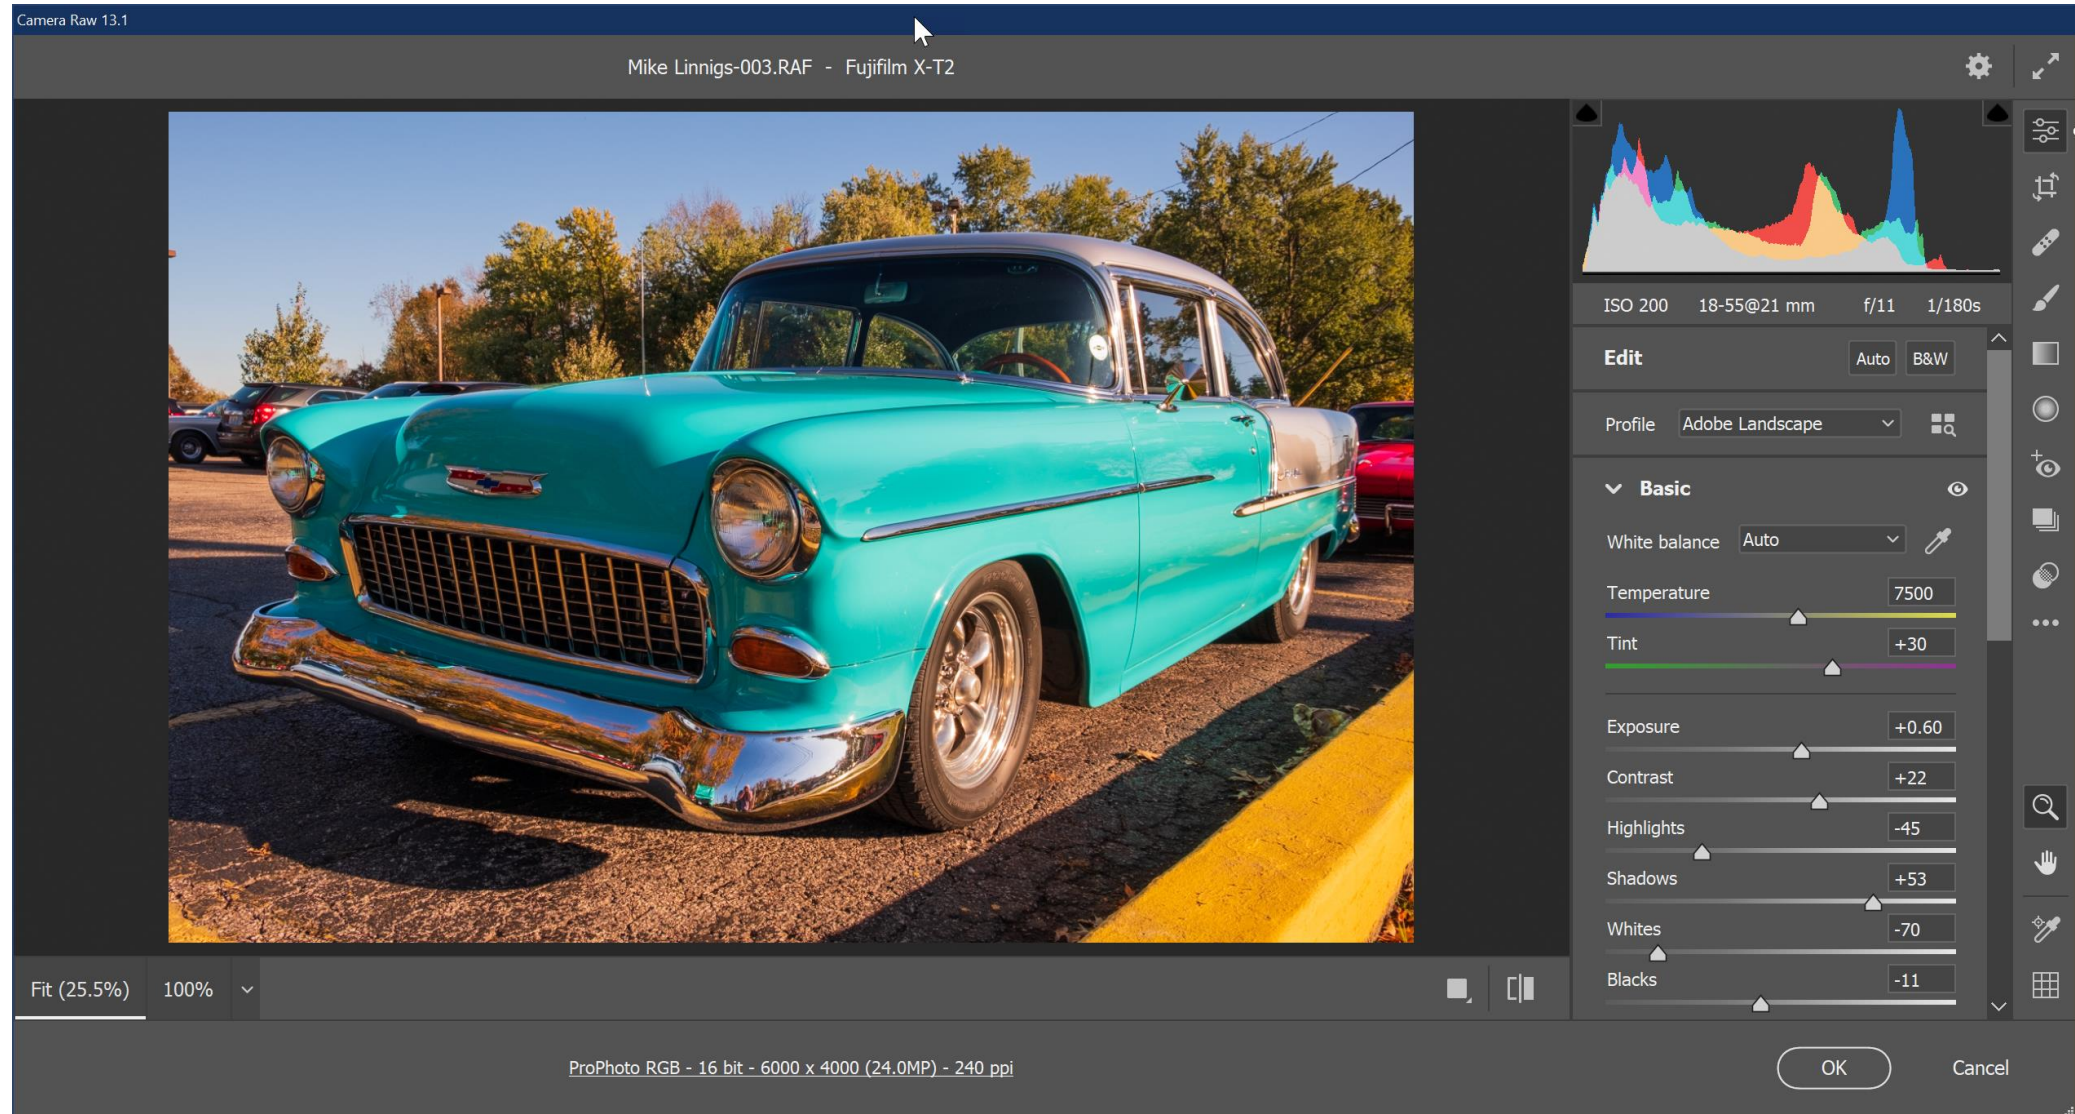 Camera Raw 13.1
Mike Linnigs-003.RAF - Fujifilm X-T2
ISO 200 18-55@21 mm f/11 1/180s
Edit Auto B&W
Profile Adobe Landscape
Basic
White balance Auto
Temperature 7500
Tint +30
Exposure +0.60
Contrast +22
Highlights -45
Shadows +53
Whites -70
Blacks -11
Fit (25.5%) 100%
ProPhoto RGB - 16 bit - 6000 x 4000 (24.0MP) - 240 ppi
OK Cancel